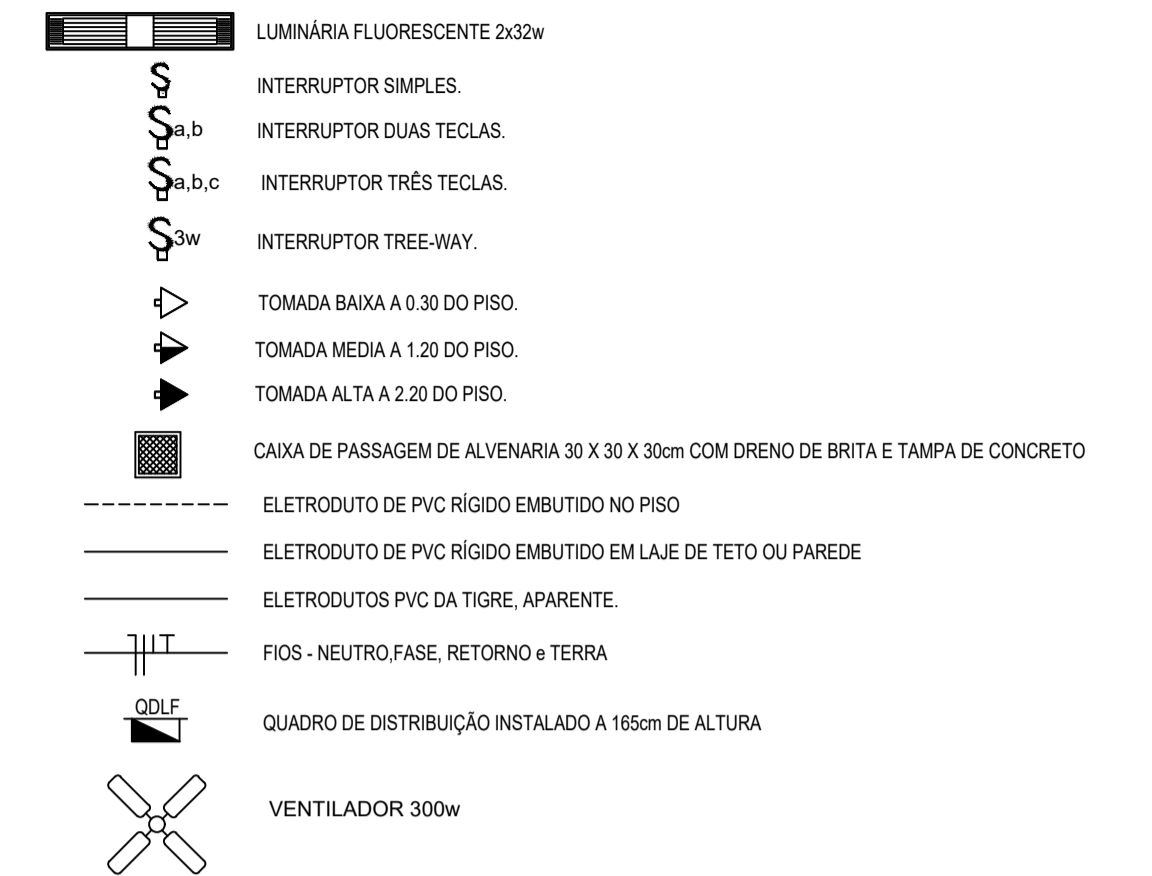 LUMINÁRIA FLUORESCENTE 2x32w
INTERRUPTOR SIMPLES.
a,b INTERRUPTOR DUAS TECLAS.
a,b,c INTERRUPTOR TRÊS TECLAS.
3w INTERRUPTOR TREE-WAY.
TOMADA BAIXA A 0.30 DO PISO.
TOMADA MEDIA A 1.20 DO PISO.
TOMADA ALTA A 2.20 DO PISO.
CAIXA DE PASSAGEM DE ALVENARIA 30 X 30 X 30cm COM DRENO DE BRITA E TAMPA DE CONCRETO
ELETRODUTO DE PVC RÍGIDO EMBUTIDO NO PISO
ELETRODUTO DE PVC RÍGIDO EMBUTIDO EM LAJE DE TETO OU PAREDE
ELETRODUTOS PVC DA TIGRE, APARENTE.
FIOS - NEUTRO,FASE, RETORNO e TERRA
QDLF
QUADRO DE DISTRIBUIÇÃO INSTALADO A 165cm DE ALTURA
VENTILADOR 300w